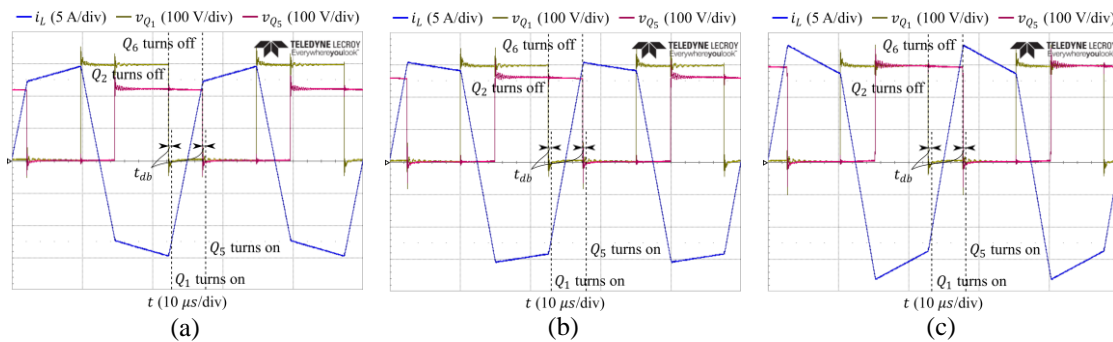 i_L (5 A/div) v_Q1 (100 V/div) v_Q5 (100 V/div)
Q6 turns off
TELEDYNE LECROY
Everywhereyoulook™
Q2 turns off
t_db
Q5 turns on
Q1 turns on
t (10 μs/div)
(a)
i_L (5 A/div) v_Q1 (100 V/div) v_Q5 (100 V/div)
Q6 turns off
TELEDYNE LECROY
Everywhereyoulook™
Q2 turns off
t_db
Q5 turns on
Q1 turns on
t (10 μs/div)
(b)
i_L (5 A/div) v_Q1 (100 V/div) v_Q5 (100 V/div)
Q6 turns off
TELEDYNE LECROY
Everywhereyoulook™
Q2 turns off
t_db
Q5 turns on
Q1 turns on
t (10 μs/div)
(c)